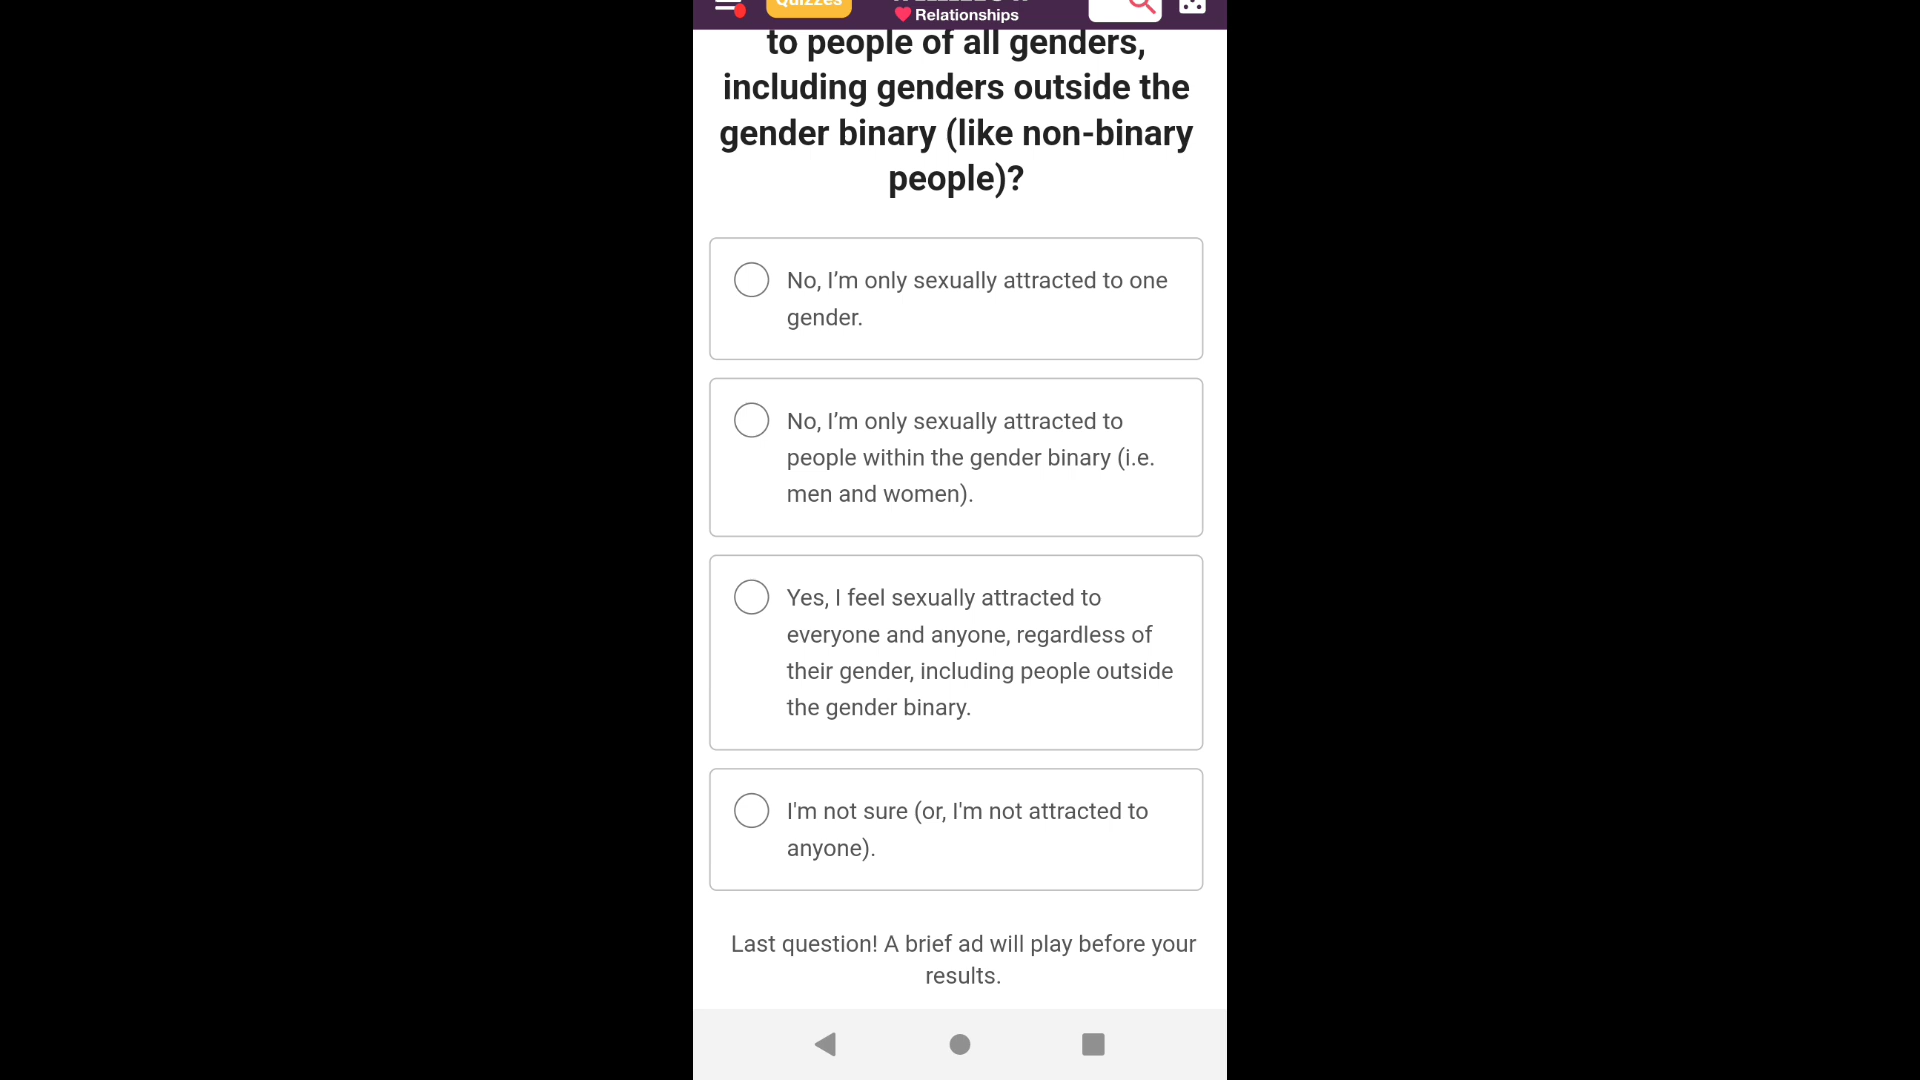 Quizzes
Relationships
to people of all genders,
including genders outside the
gender binary (like non-binary
people)?
No, I’m only sexually attracted to one
gender.
No, I’m only sexually attracted to
people within the gender binary (i.e.
men and women).
Yes, I feel sexually attracted to
everyone and anyone, regardless of
their gender, including people outside
the gender binary.
I'm not sure (or, I'm not attracted to
anyone).
Last question! A brief ad will play before your
results.